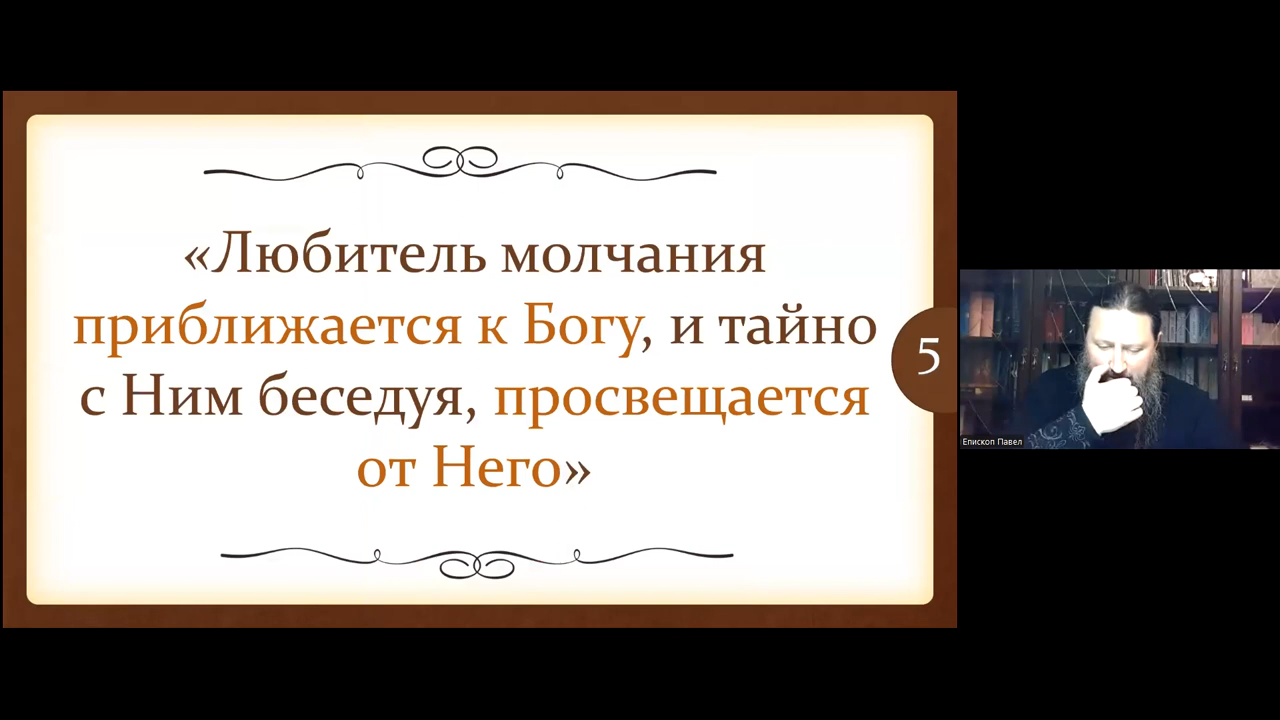 «Любитель молчания
приближается к Богу, и тайно
с Ним беседуя, просвещается
от Него»
5
Епископ Павел